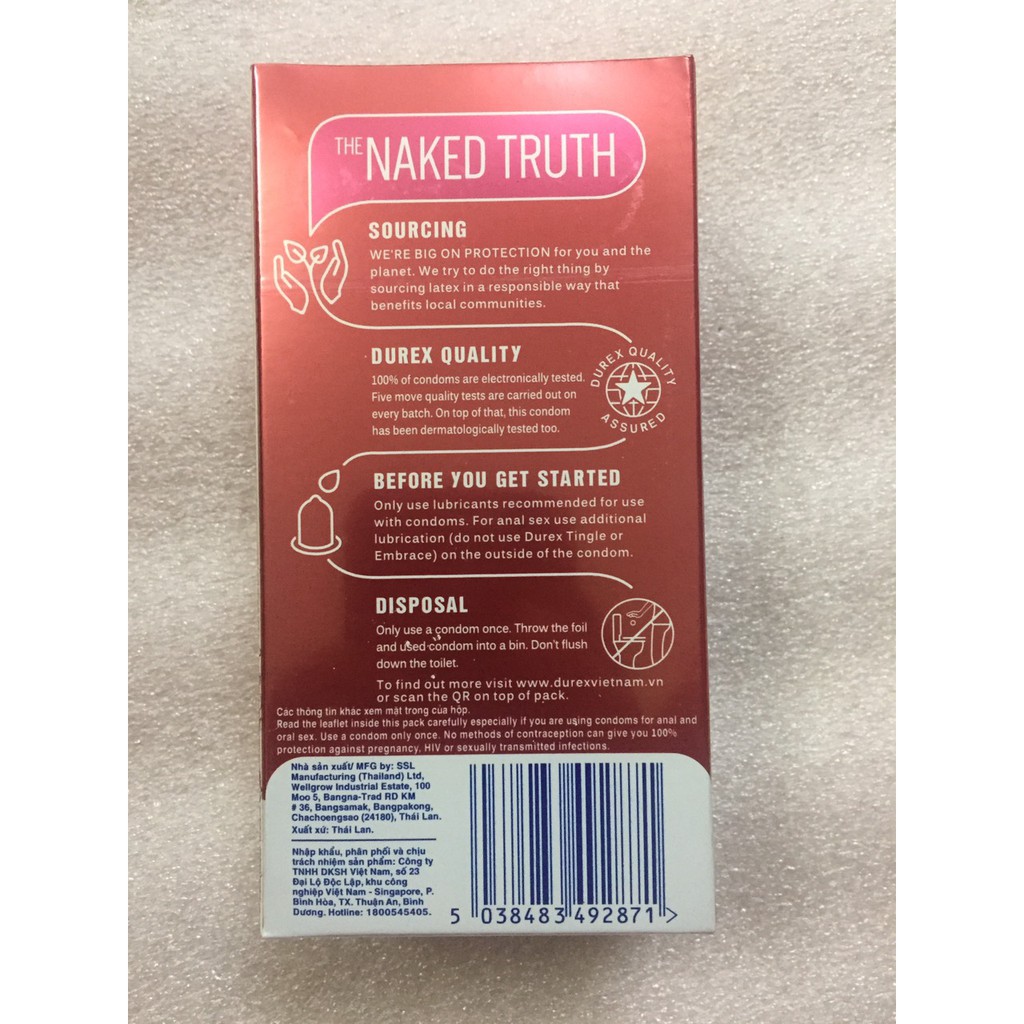 THE NAKED TRUTH
SOURCING
WE'RE BIG ON PROTECTION for you and the
planet. We try to do the right thing by
sourcing latex in a responsible way that
benefits local communities.
DUREX QUALITY
100% of condoms are electronically tested.
Five move quality tests are carried out on
every batch. On top of that, this condom
has been dermatologically tested too.
DUREX QUALITY
ASSURED
BEFORE YOU GET STARTED
Only use lubricants recommended for use
with condoms. For anal sex use additional
lubrication (do not use Durex Tingle or
Embrace) on the outside of the condom.
DISPOSAL
Only use a condom once. Throw the foil
and used condom into a bin. Don't flush
down the toilet.
To find out more visit www.durexvietnam.vn
or scan the QR on top of pack.
Các thông tin khác xem mặt trong của hộp.
Read the leaflet inside this pack carefully especially if you are using condoms for anal and
oral sex. Use a condom only once. No methods of contraception can give you 100%
protection against pregnancy, HIV or sexually transmitted infections.
Nhà sản xuất/ MFG by: SSL
Manufacturing (Thailand) Ltd,
Wellgrow Industrial Estate, 100
Moo 5, Bangna-Trad RD KM
# 36, Bangsamak, Bangpakong,
Chachoengsao (24180), Thái Lan.
Xuất xứ: Thái Lan.
Nhập khẩu, phân phối và chịu
trách nhiệm sản phẩm: Công ty
TNHH DKSH Việt Nam, số 23
Đại Lộ Độc Lập, khu công
nghiệp Việt Nam - Singapore, P.
Bình Hòa, TX. Thuận An, Bình
Dương. Hotline: 1800545405.
5 038483 492871 >